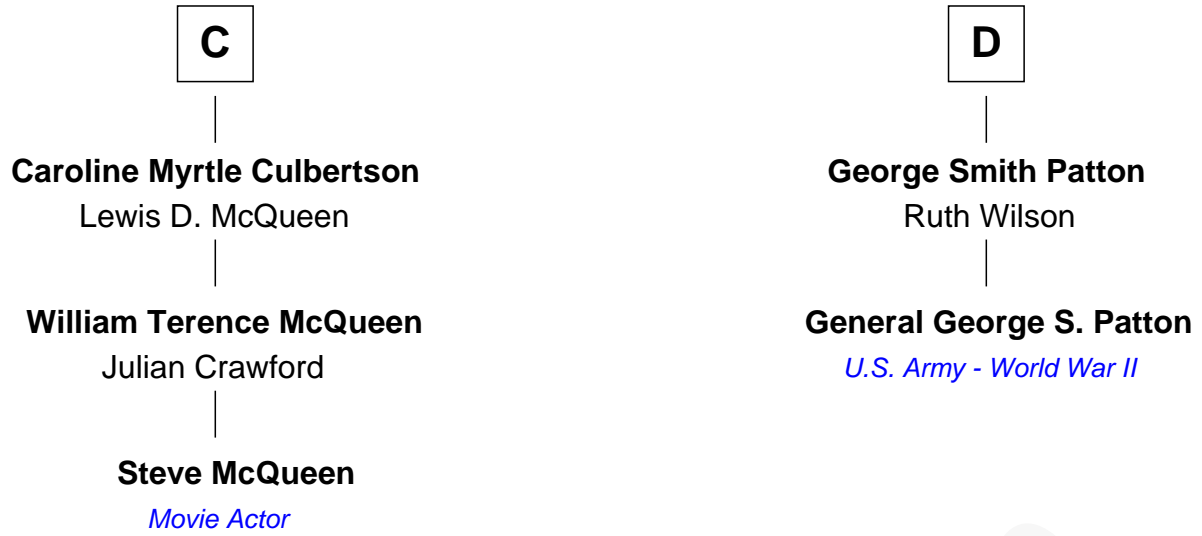 C
Caroline Myrtle Culbertson
Lewis D. McQueen
William Terence McQueen
Julian Crawford
Steve McQueen
Movie Actor
D
George Smith Patton
Ruth Wilson
General George S. Patton
U.S. Army - World War II